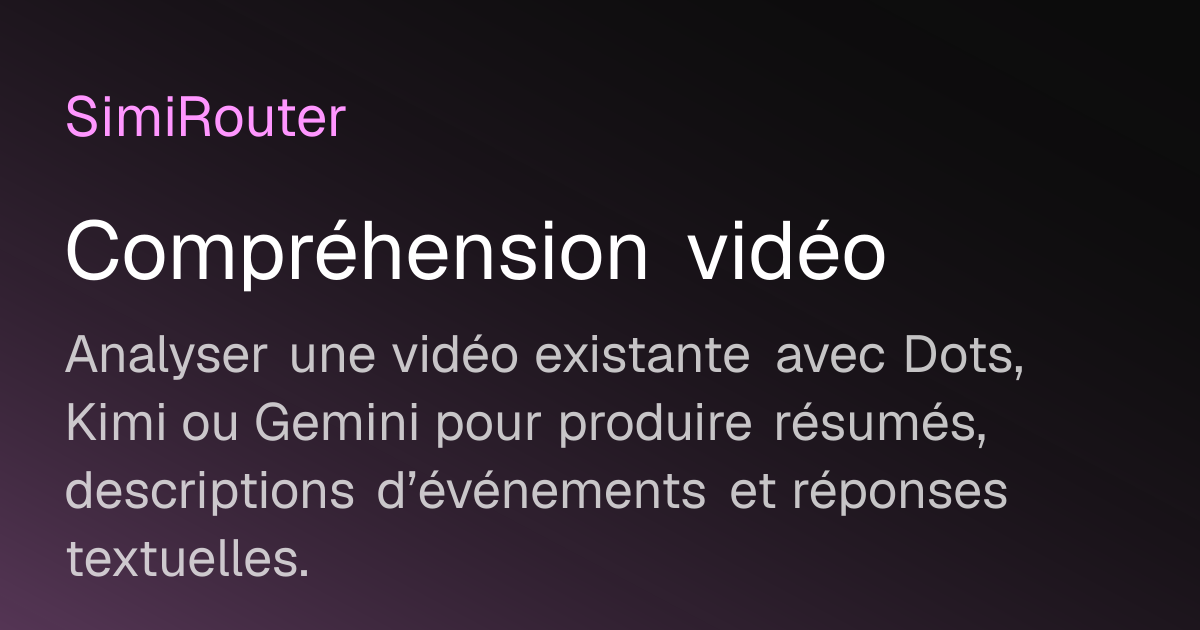 SimiRouter
Compréhension vidéo
Analyser une vidéo existante avec Dots,
Kimi ou Gemini pour produire résumés,
descriptions d’événements et réponses
textuelles.